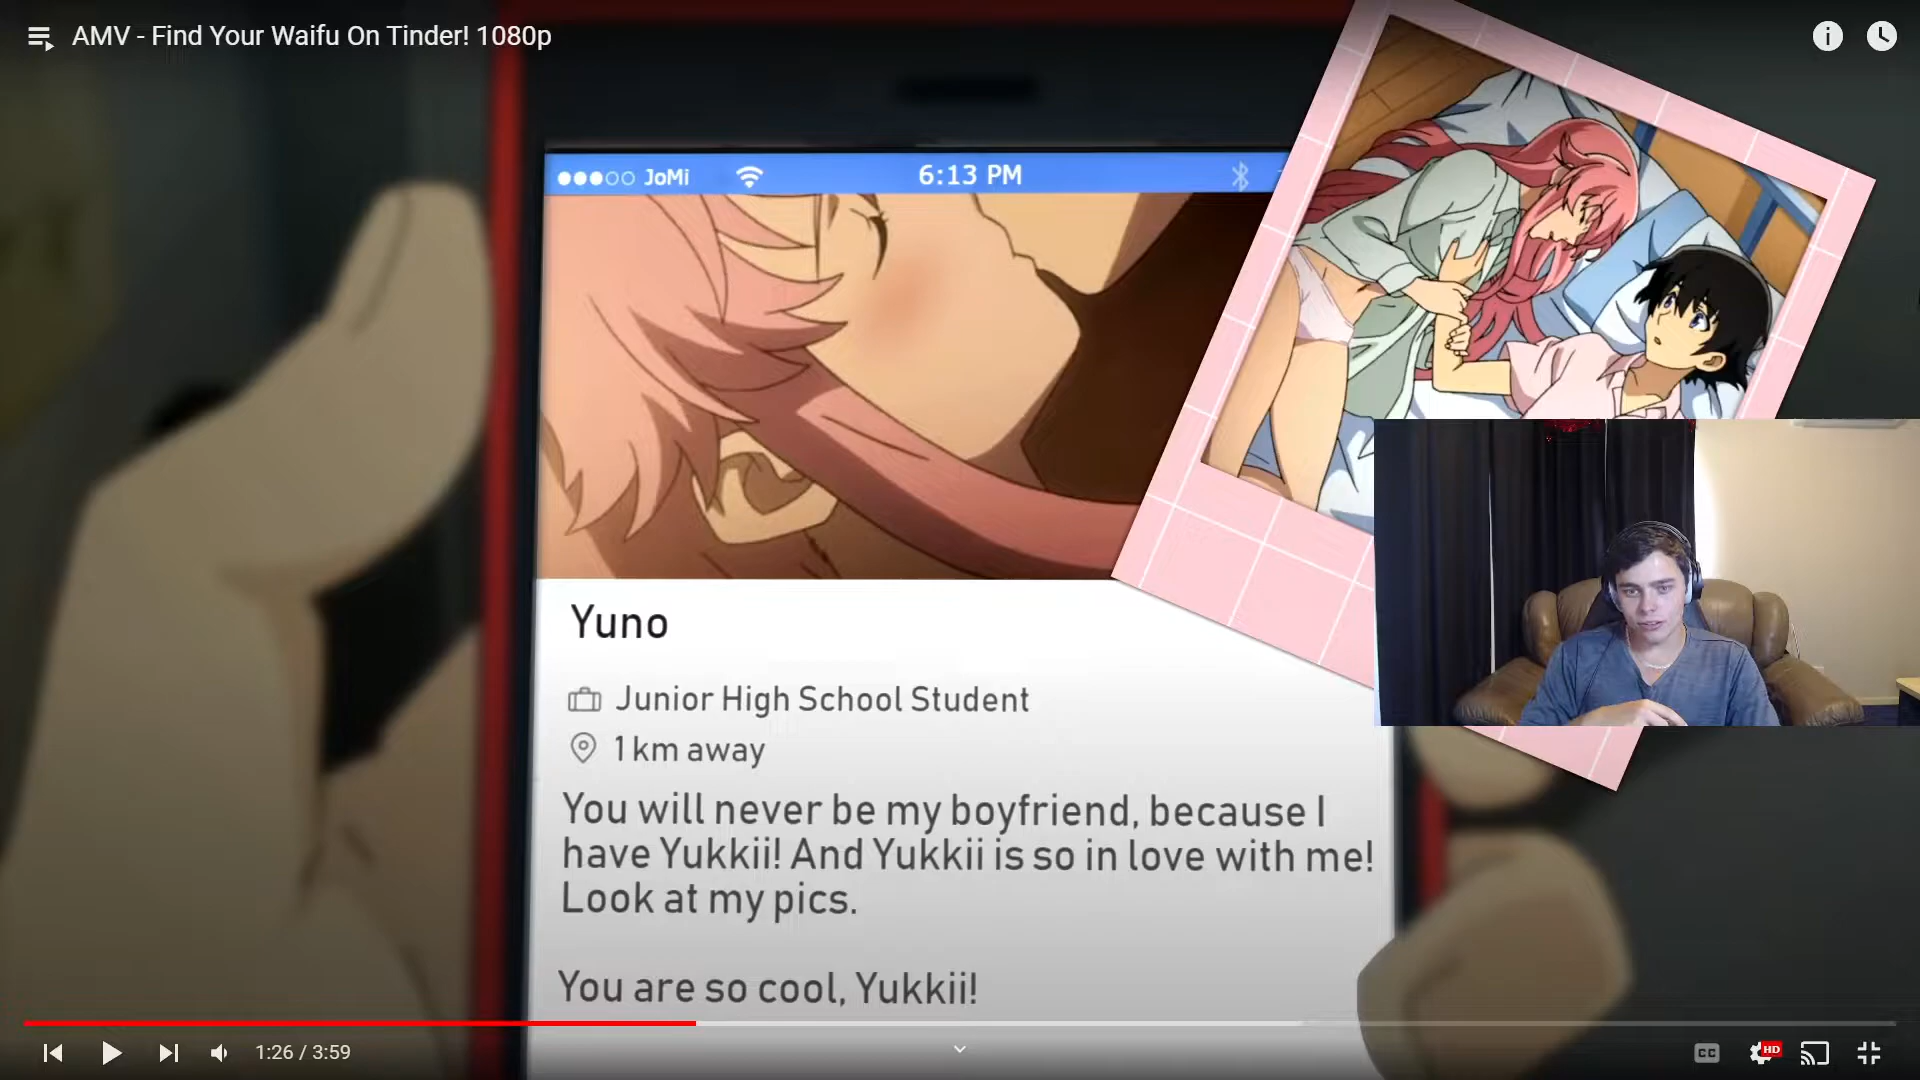 AMV - Find Your Waifu On Tinder! 1080p
JoMi
6:13 PM
Yuno
Junior High School Student
1 km away
You will never be my boyfriend, because I
have Yukkii! And Yukkii is so in love with me!
Look at my pics.
You are so cool, Yukkii!
1:26 / 3:59
CC
HD